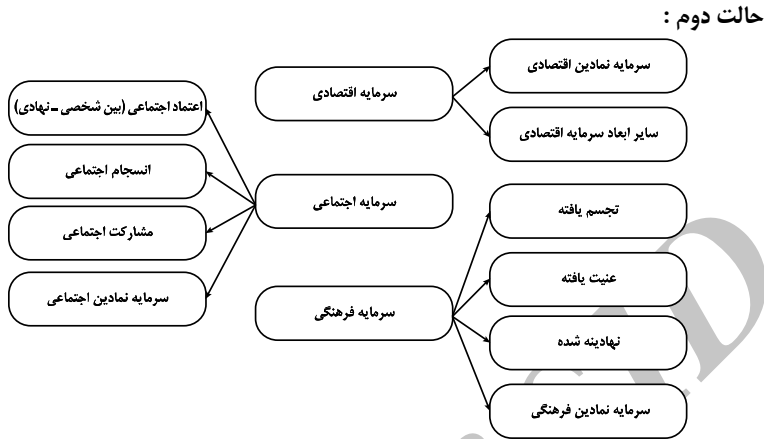 حالت دوم :
سرمایه اقتصادی
سرمایه نمادین اقتصادی
سایر ابعاد سرمایه اقتصادی
سرمایه اجتماعی
اعتماد اجتماعی (بین شخصی ـ نهادی)
انسجام اجتماعی
مشارکت اجتماعی
سرمایه نمادین اجتماعی
سرمایه فرهنگی
تجسم یافته
عنیت یافته
نهادینه شده
سرمایه نمادین فرهنگی